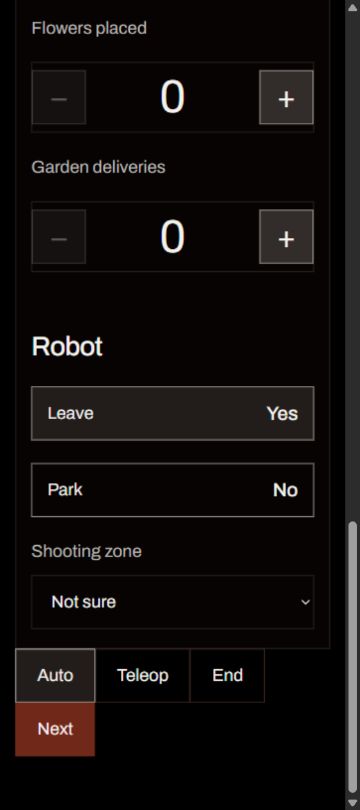 Flowers placed
− 0 +
Garden deliveries
− 0 +
Robot
Leave Yes
Park No
Shooting zone
Not sure
Auto Teleop End
Next